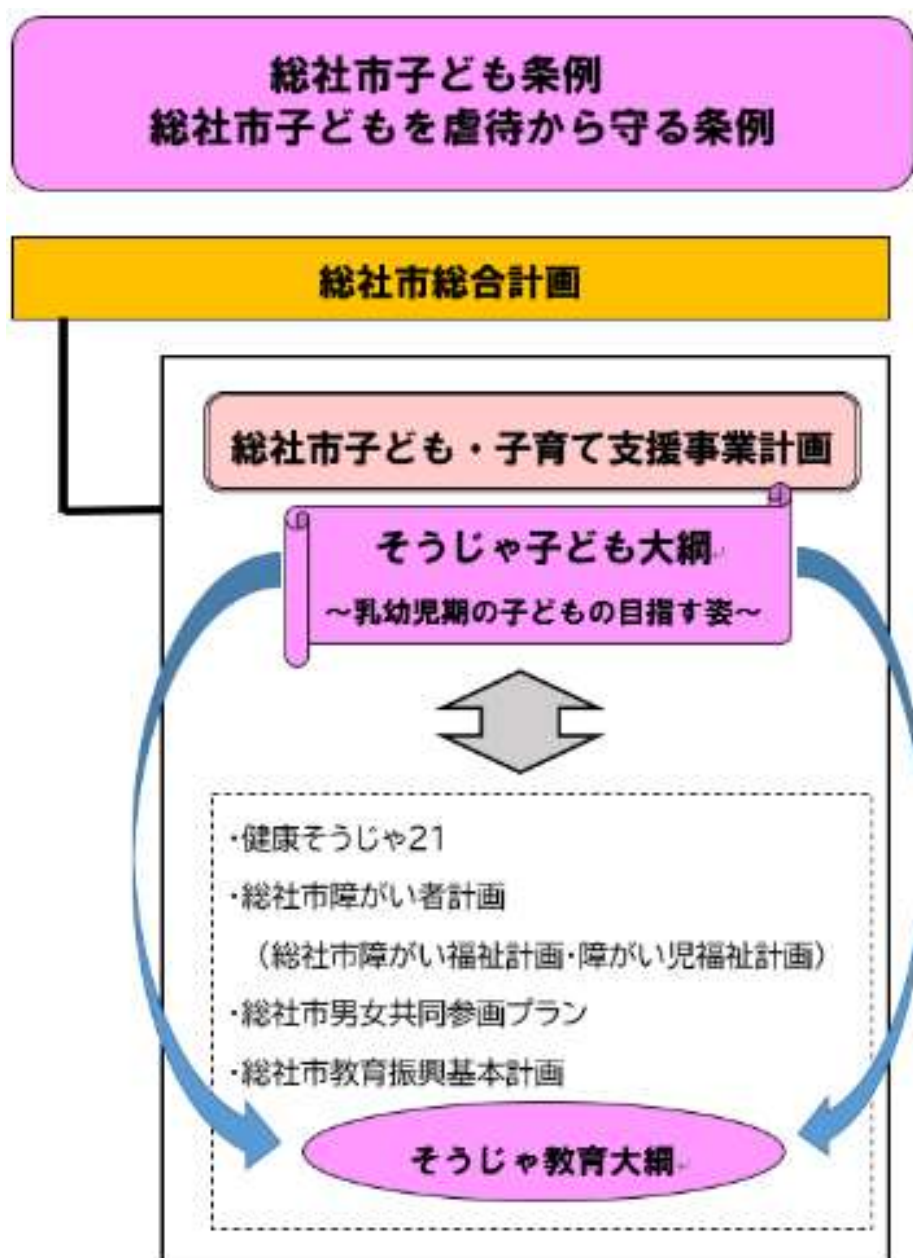 総社市子ども条例
総社市子どもを虐待から守る条例
総社市総合計画
総社市子ども・子育て支援事業計画
そうじゃ子ども大綱
～乳幼児期の子どもの目指す姿～
・健康そうじゃ21
・総社市障がい者計画
（総社市障がい福祉計画・障がい児福祉計画）
・総社市男女共同参画プラン
・総社市教育振興基本計画
そうじゃ教育大綱